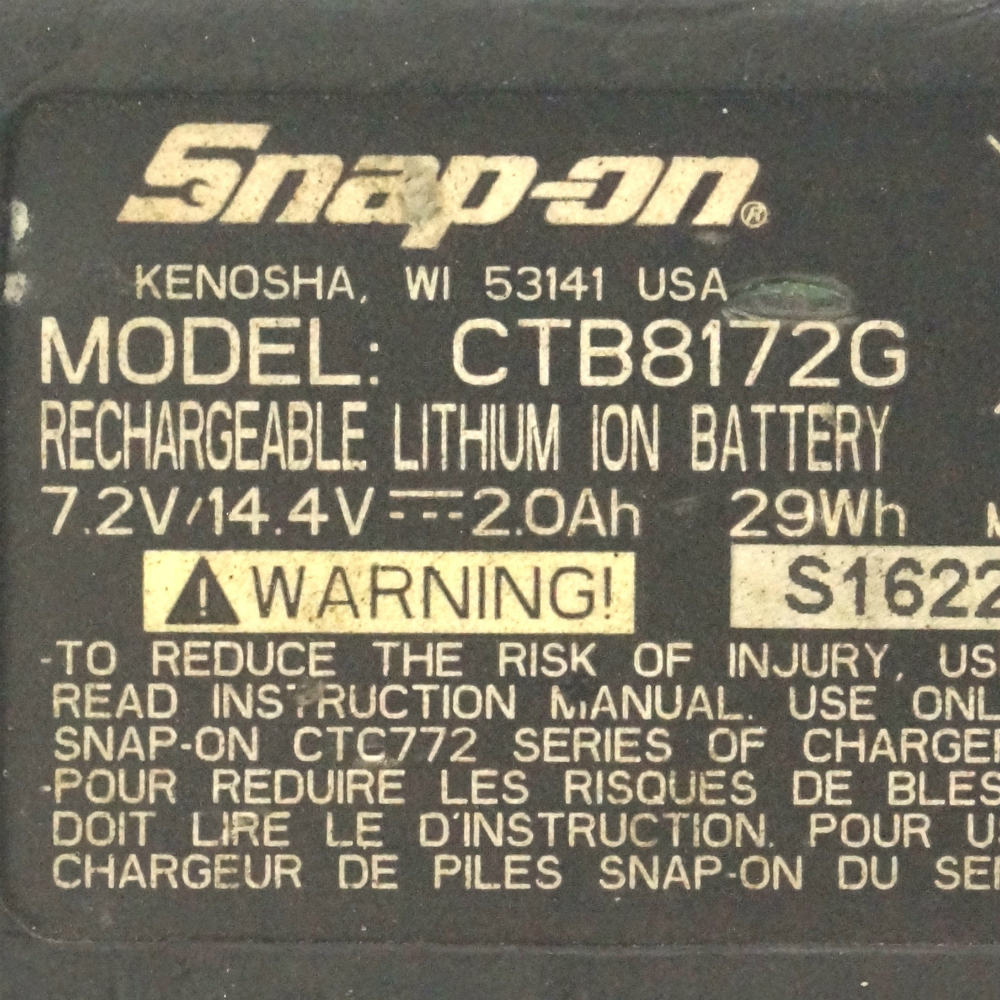 Snap-on®
KENOSHA, WI 53141 USA
MODEL: CTB8172G
RECHARGEABLE LITHIUM ION BATTERY
7.2V/14.4V⎓2.0Ah 29Wh
⚠WARNING! S1622
-TO REDUCE THE RISK OF INJURY, US
READ INSTRUCTION MANUAL. USE ONL
SNAP-ON CTC772 SERIES OF CHARGE
-POUR REDUIRE LES RISQUES DE BLES
DOIT LIRE LE D'INSTRUCTION. POUR U
CHARGEUR DE PILES SNAP-ON DU SE